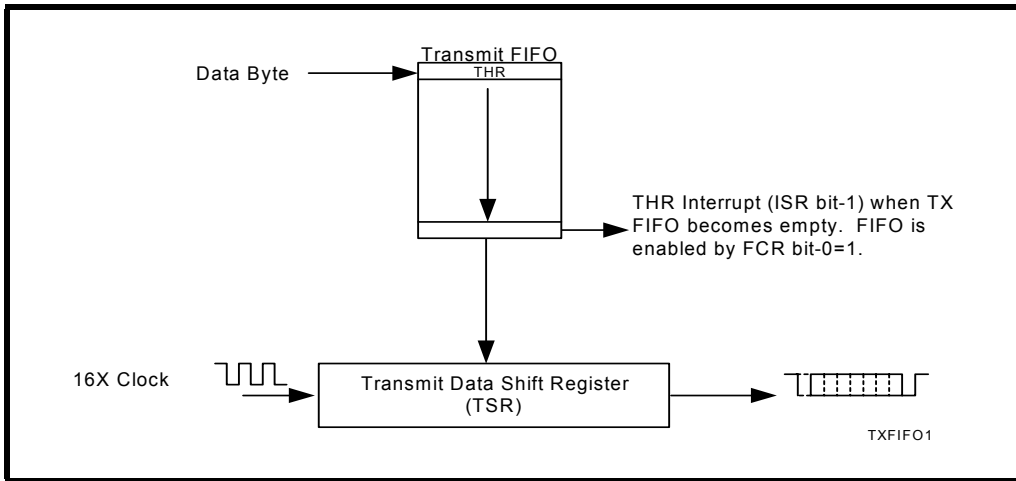 Transmit FIFO
Data Byte
THR
THR Interrupt (ISR bit-1) when TX
FIFO becomes empty. FIFO is
enabled by FCR bit-0=1.
16X Clock
Transmit Data Shift Register
(TSR)
TXFIFO1